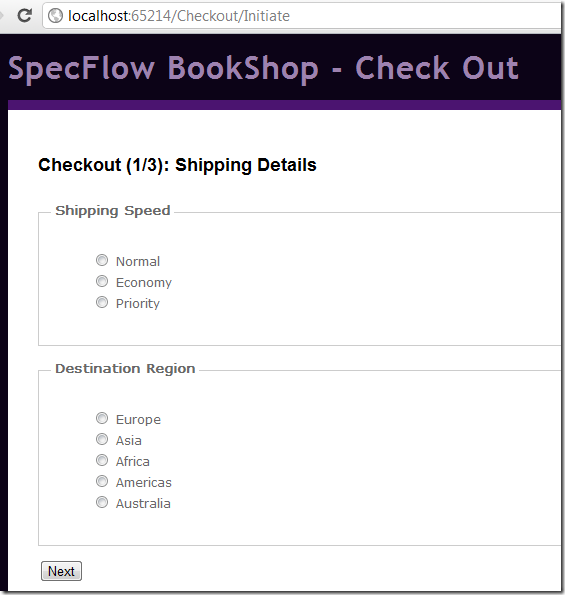 localhost:65214/Checkout/Initiate
SpecFlow BookShop - Check Out
Checkout (1/3): Shipping Details
Shipping Speed
Normal
Economy
Priority
Destination Region
Europe
Asia
Africa
Americas
Australia
Next